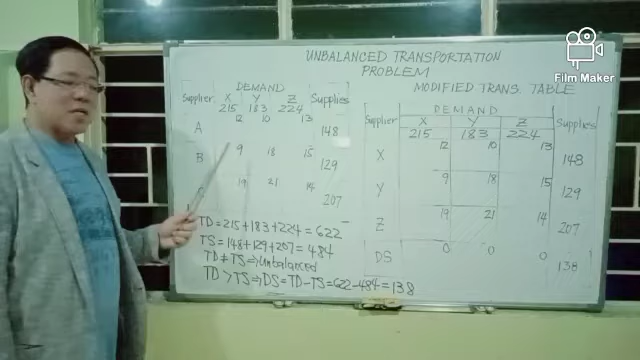 Film Maker
UNBALANCED TRANSPORTATION
PROBLEM
DEMAND
Supplier X Y Z Supplies
215 183 224
12 10 13
A 148
9 18 15
B 129
19 21 14
207
TD = 215 + 183 + 224 = 622
TS = 148 + 129 + 207 = 484
TD ≠ TS ⇒ Unbalanced
TD > TS ⇒ DS = TD - TS = 622 - 484 = 138
MODIFIED TRANS. TABLE
DEMAND
Supplier X Y Z Supplies
215 183 224
12 10 13
X 148
9 18 15
Y 129
19 21 14
Z 207
0 0 0
DS 138